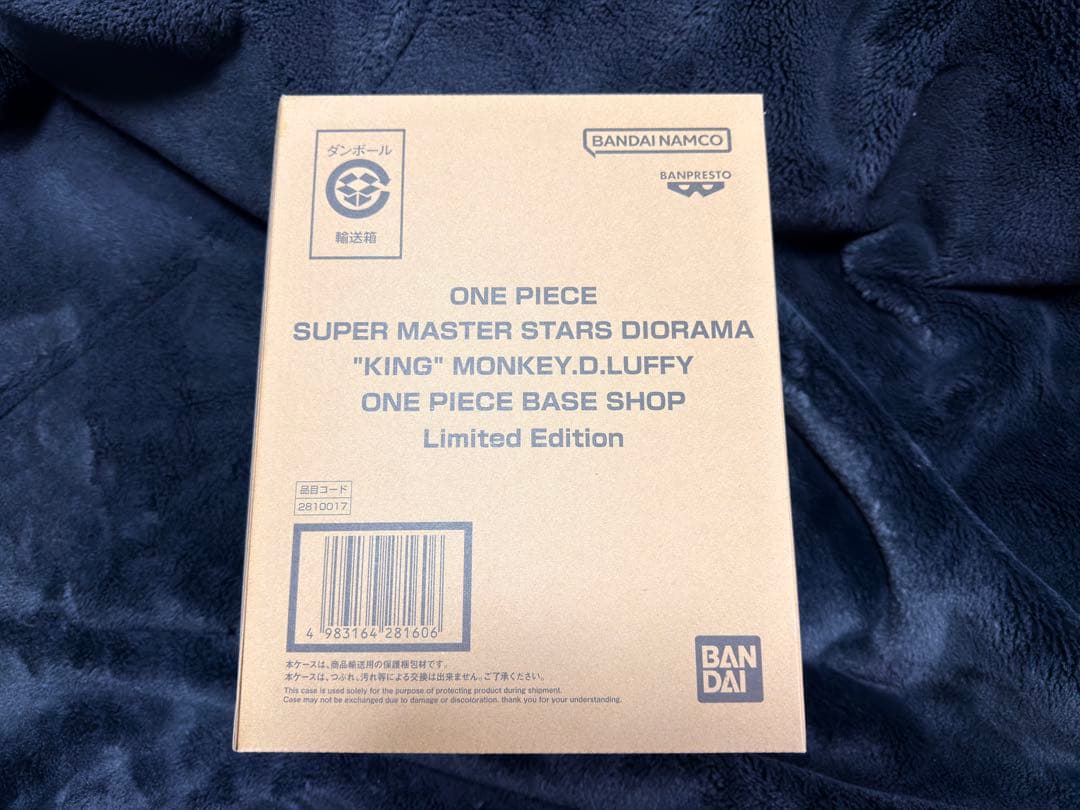 ダンボール
輸送箱
BANDAI NAMCO
BANPRESTO
ONE PIECE
SUPER MASTER STARS DIORAMA
"KING" MONKEY.D.LUFFY
ONE PIECE BASE SHOP
Limited Edition
品目コード
2810017
4 983164 281606
本ケースは、商品輸送用の保護梱包材です。
本ケースは、つぶれ、汚れ等による交換は出来ません。ご了承ください。
This case is used solely for the purpose of protecting product during shipment.
Case may not be exchanged due to damage or discoloration. thank you for your understanding.
BAN
DAI